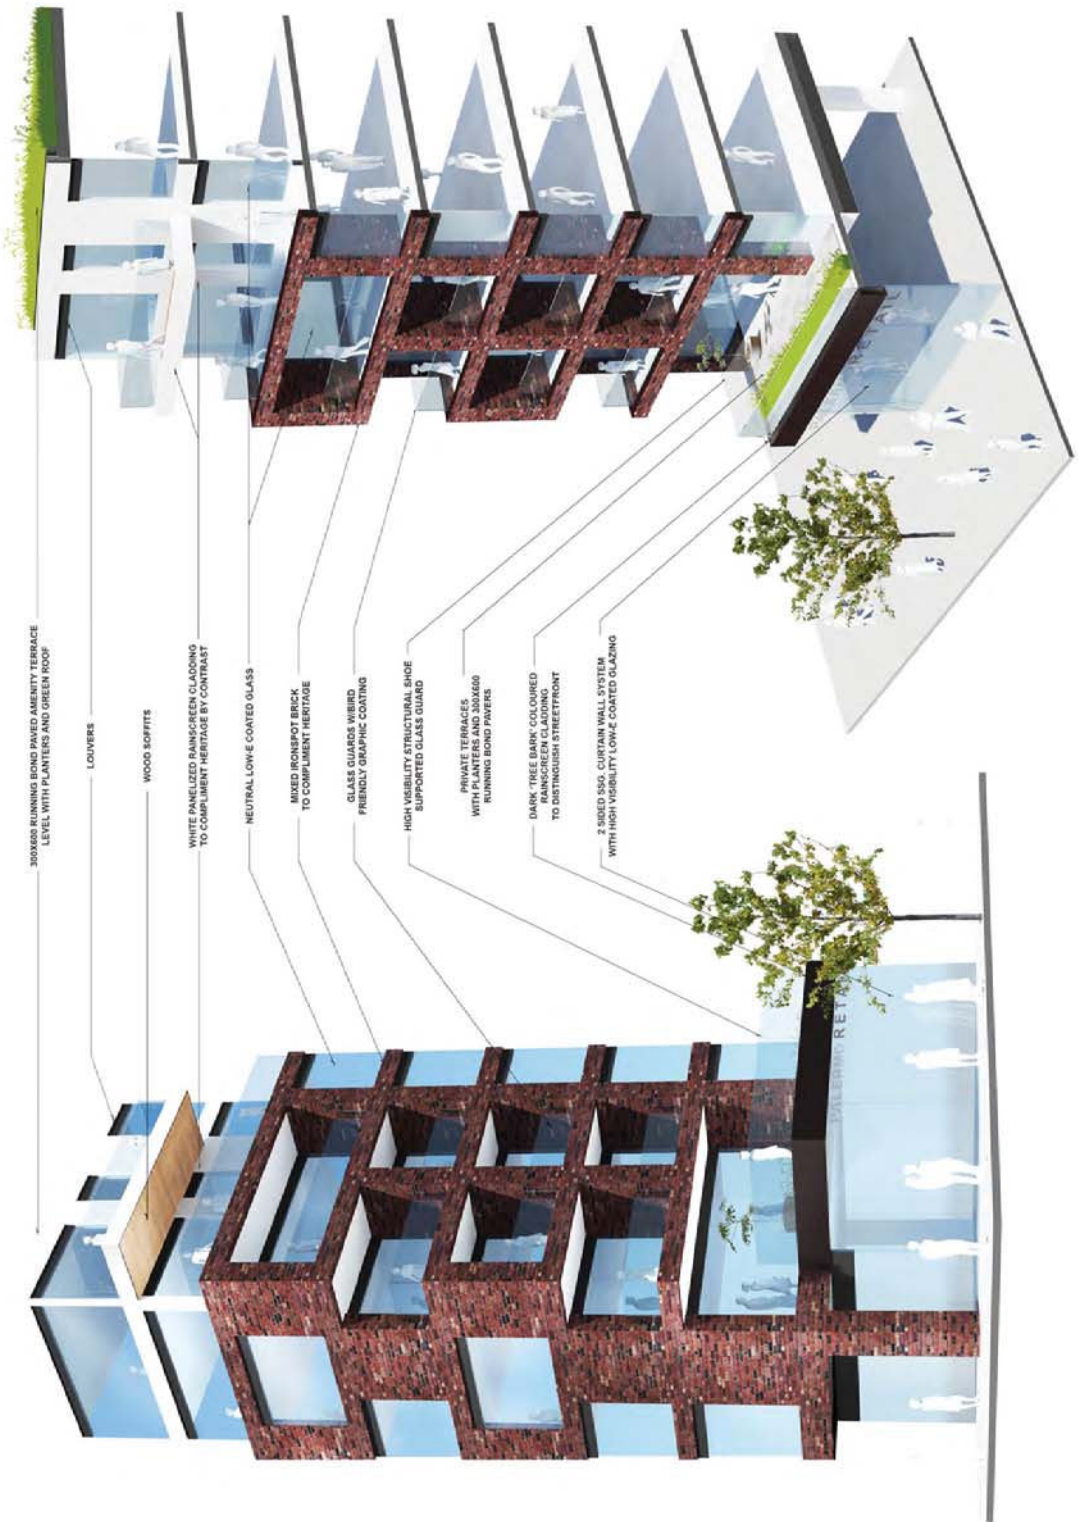 300X600 RUNNING BOND PAVED AMENITY TERRACE
LEVEL WITH PLANTERS AND GREEN ROOF
LOUVERS
WOOD SOFFITS
WHITE PANELIZED RAINSCREEN CLADDING
TO COMPLIMENT HERITAGE BY CONTRAST
NEUTRAL LOW-E COATED GLASS
MIXED IRONSPOT BRICK
TO COMPLIMENT HERITAGE
GLASS GUARDS W/BIRD
FRIENDLY GRAPHIC COATING
HIGH VISIBILITY STRUCTURAL SHOE
SUPPORTED GLASS GUARD
PRIVATE TERRACES
WITH PLANTERS AND 300X600
RUNNING BOND PAVERS
DARK 'TREE BARK' COLOURED
RAINSCREEN CLADDING
TO DISTINGUISH STREETFRONT
2 SIDED SSG. CURTAIN WALL SYSTEM
WITH HIGH VISIBILITY LOW-E COATED GLAZING
PALERMO RET